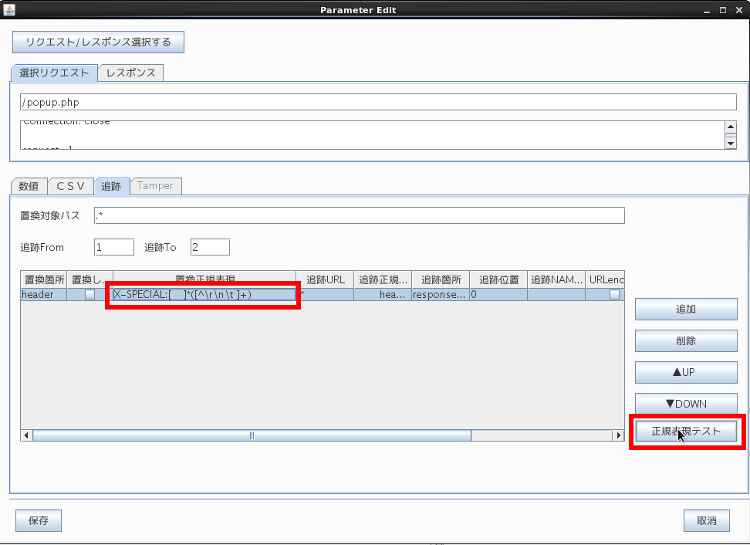 Parameter Edit
リクエスト/レスポンス選択する
選択リクエスト レスポンス
/popup.php
connection: close
数値 CSV 追跡 Tamper
置換対象パス .*
追跡From 1 追跡To 2
置換箇所 置換し... 置換正規表現 追跡URL 追跡正規... 追跡箇所 追跡位置 追跡NAM... URLenc
header X-SPECIAL:[ ]*([^\r\n\t ]+) .* hea... response... 0
追加
削除
▲UP
▼DOWN
正規表現テスト
保存 取消